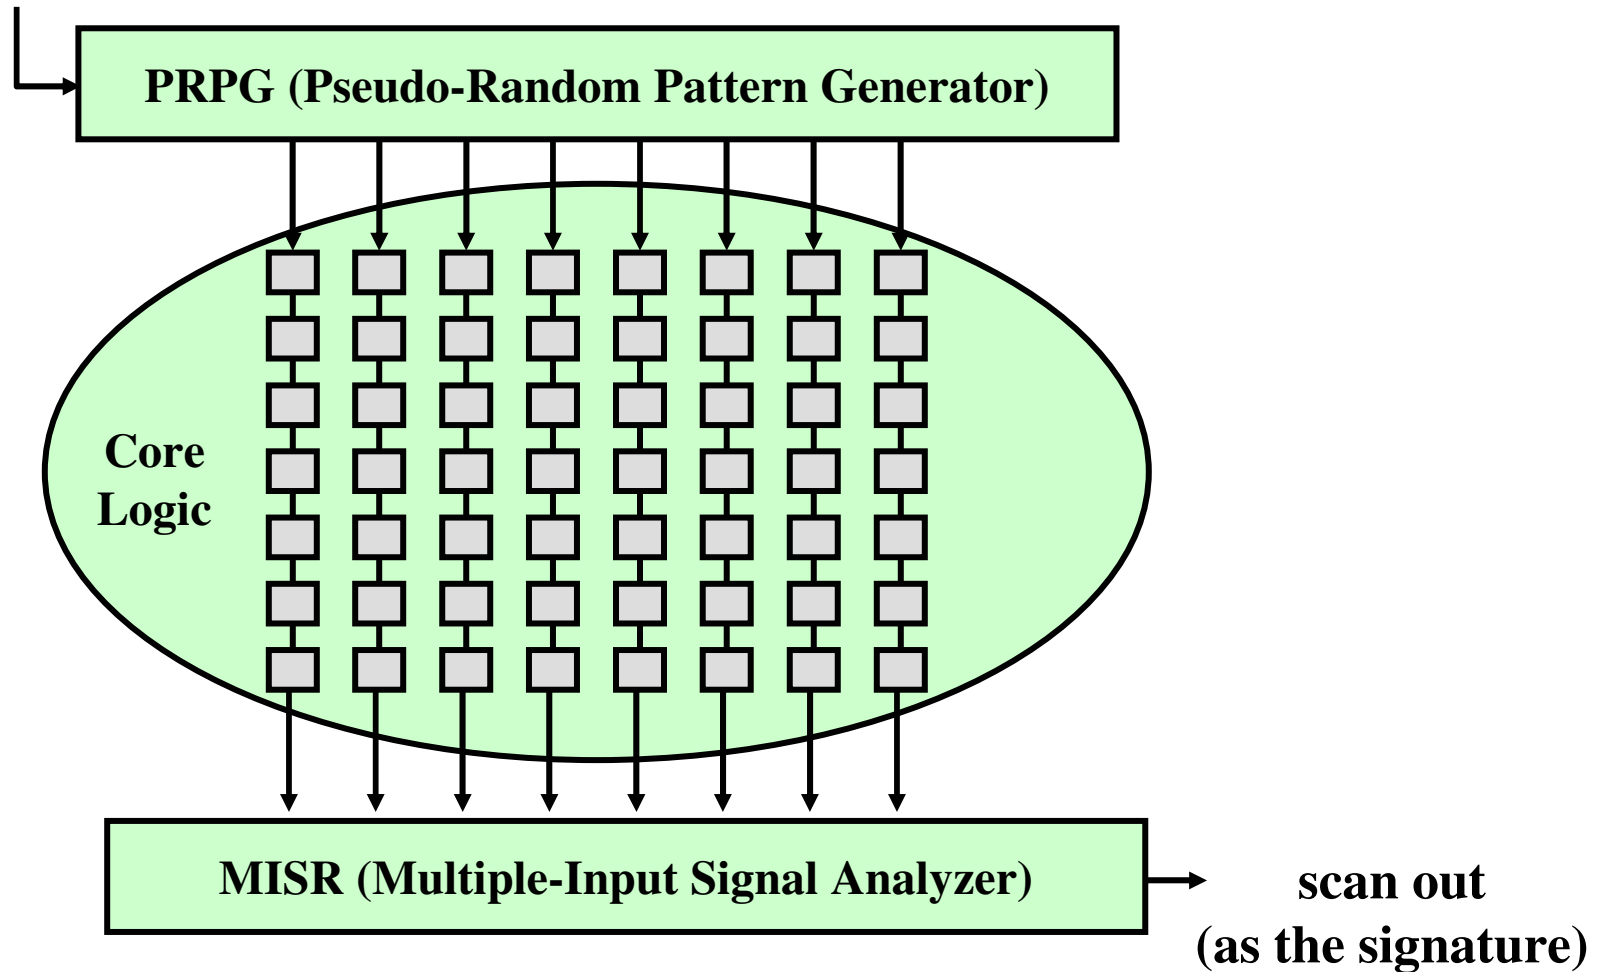 PRPG (Pseudo-Random Pattern Generator)
Core
Logic
MISR (Multiple-Input Signal Analyzer)
scan out
(as the signature)